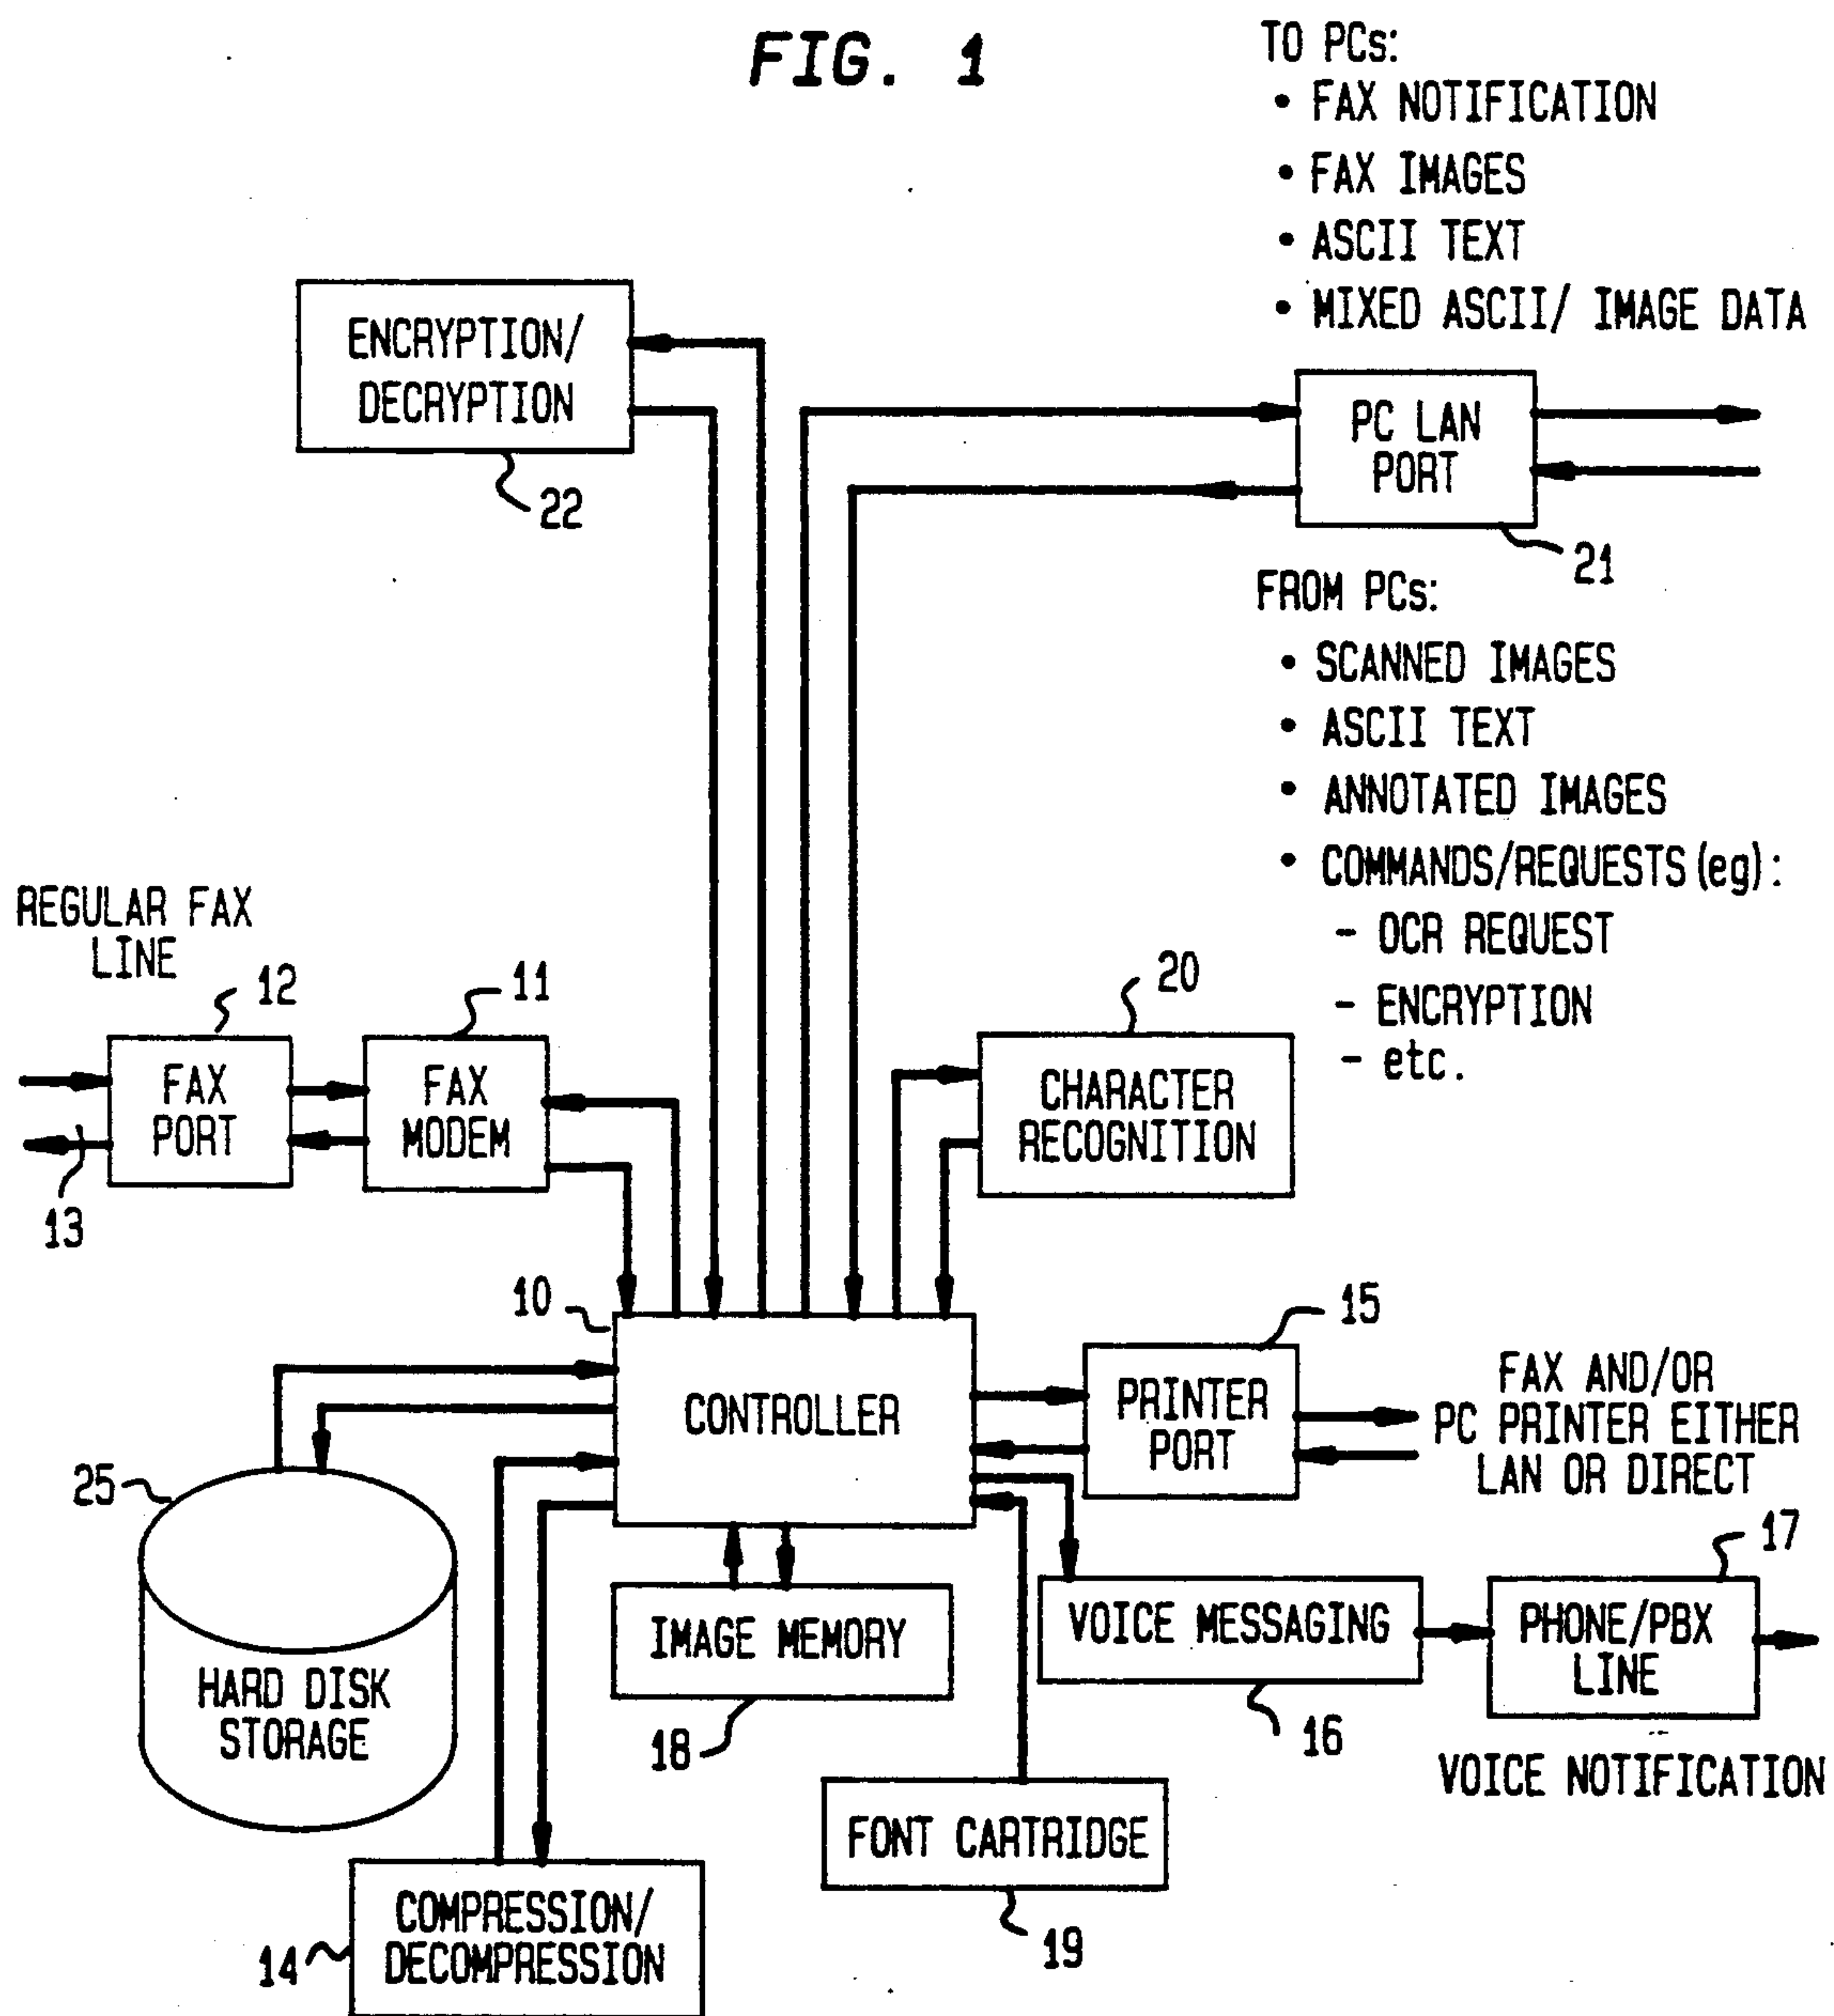 FIG. 1
TO PCs:
• FAX NOTIFICATION
• FAX IMAGES
• ASCII TEXT
• MIXED ASCII/ IMAGE DATA
ENCRYPTION/
DECRYPTION
22
PC LAN
PORT
21
FROM PCs:
• SCANNED IMAGES
• ASCII TEXT
• ANNOTATED IMAGES
• COMMANDS/REQUESTS (eg):
- OCR REQUEST
- ENCRYPTION
- etc.
REGULAR FAX
LINE
12
FAX
PORT
13
11
FAX
MODEM
20
CHARACTER
RECOGNITION
10
CONTROLLER
15
PRINTER
PORT
FAX AND/OR
PC PRINTER EITHER
LAN OR DIRECT
25
HARD DISK
STORAGE
IMAGE MEMORY
18
VOICE MESSAGING
16
17
PHONE/PBX
LINE
VOICE NOTIFICATION
FONT CARTRIDGE
19
COMPRESSION/
DECOMPRESSION
14